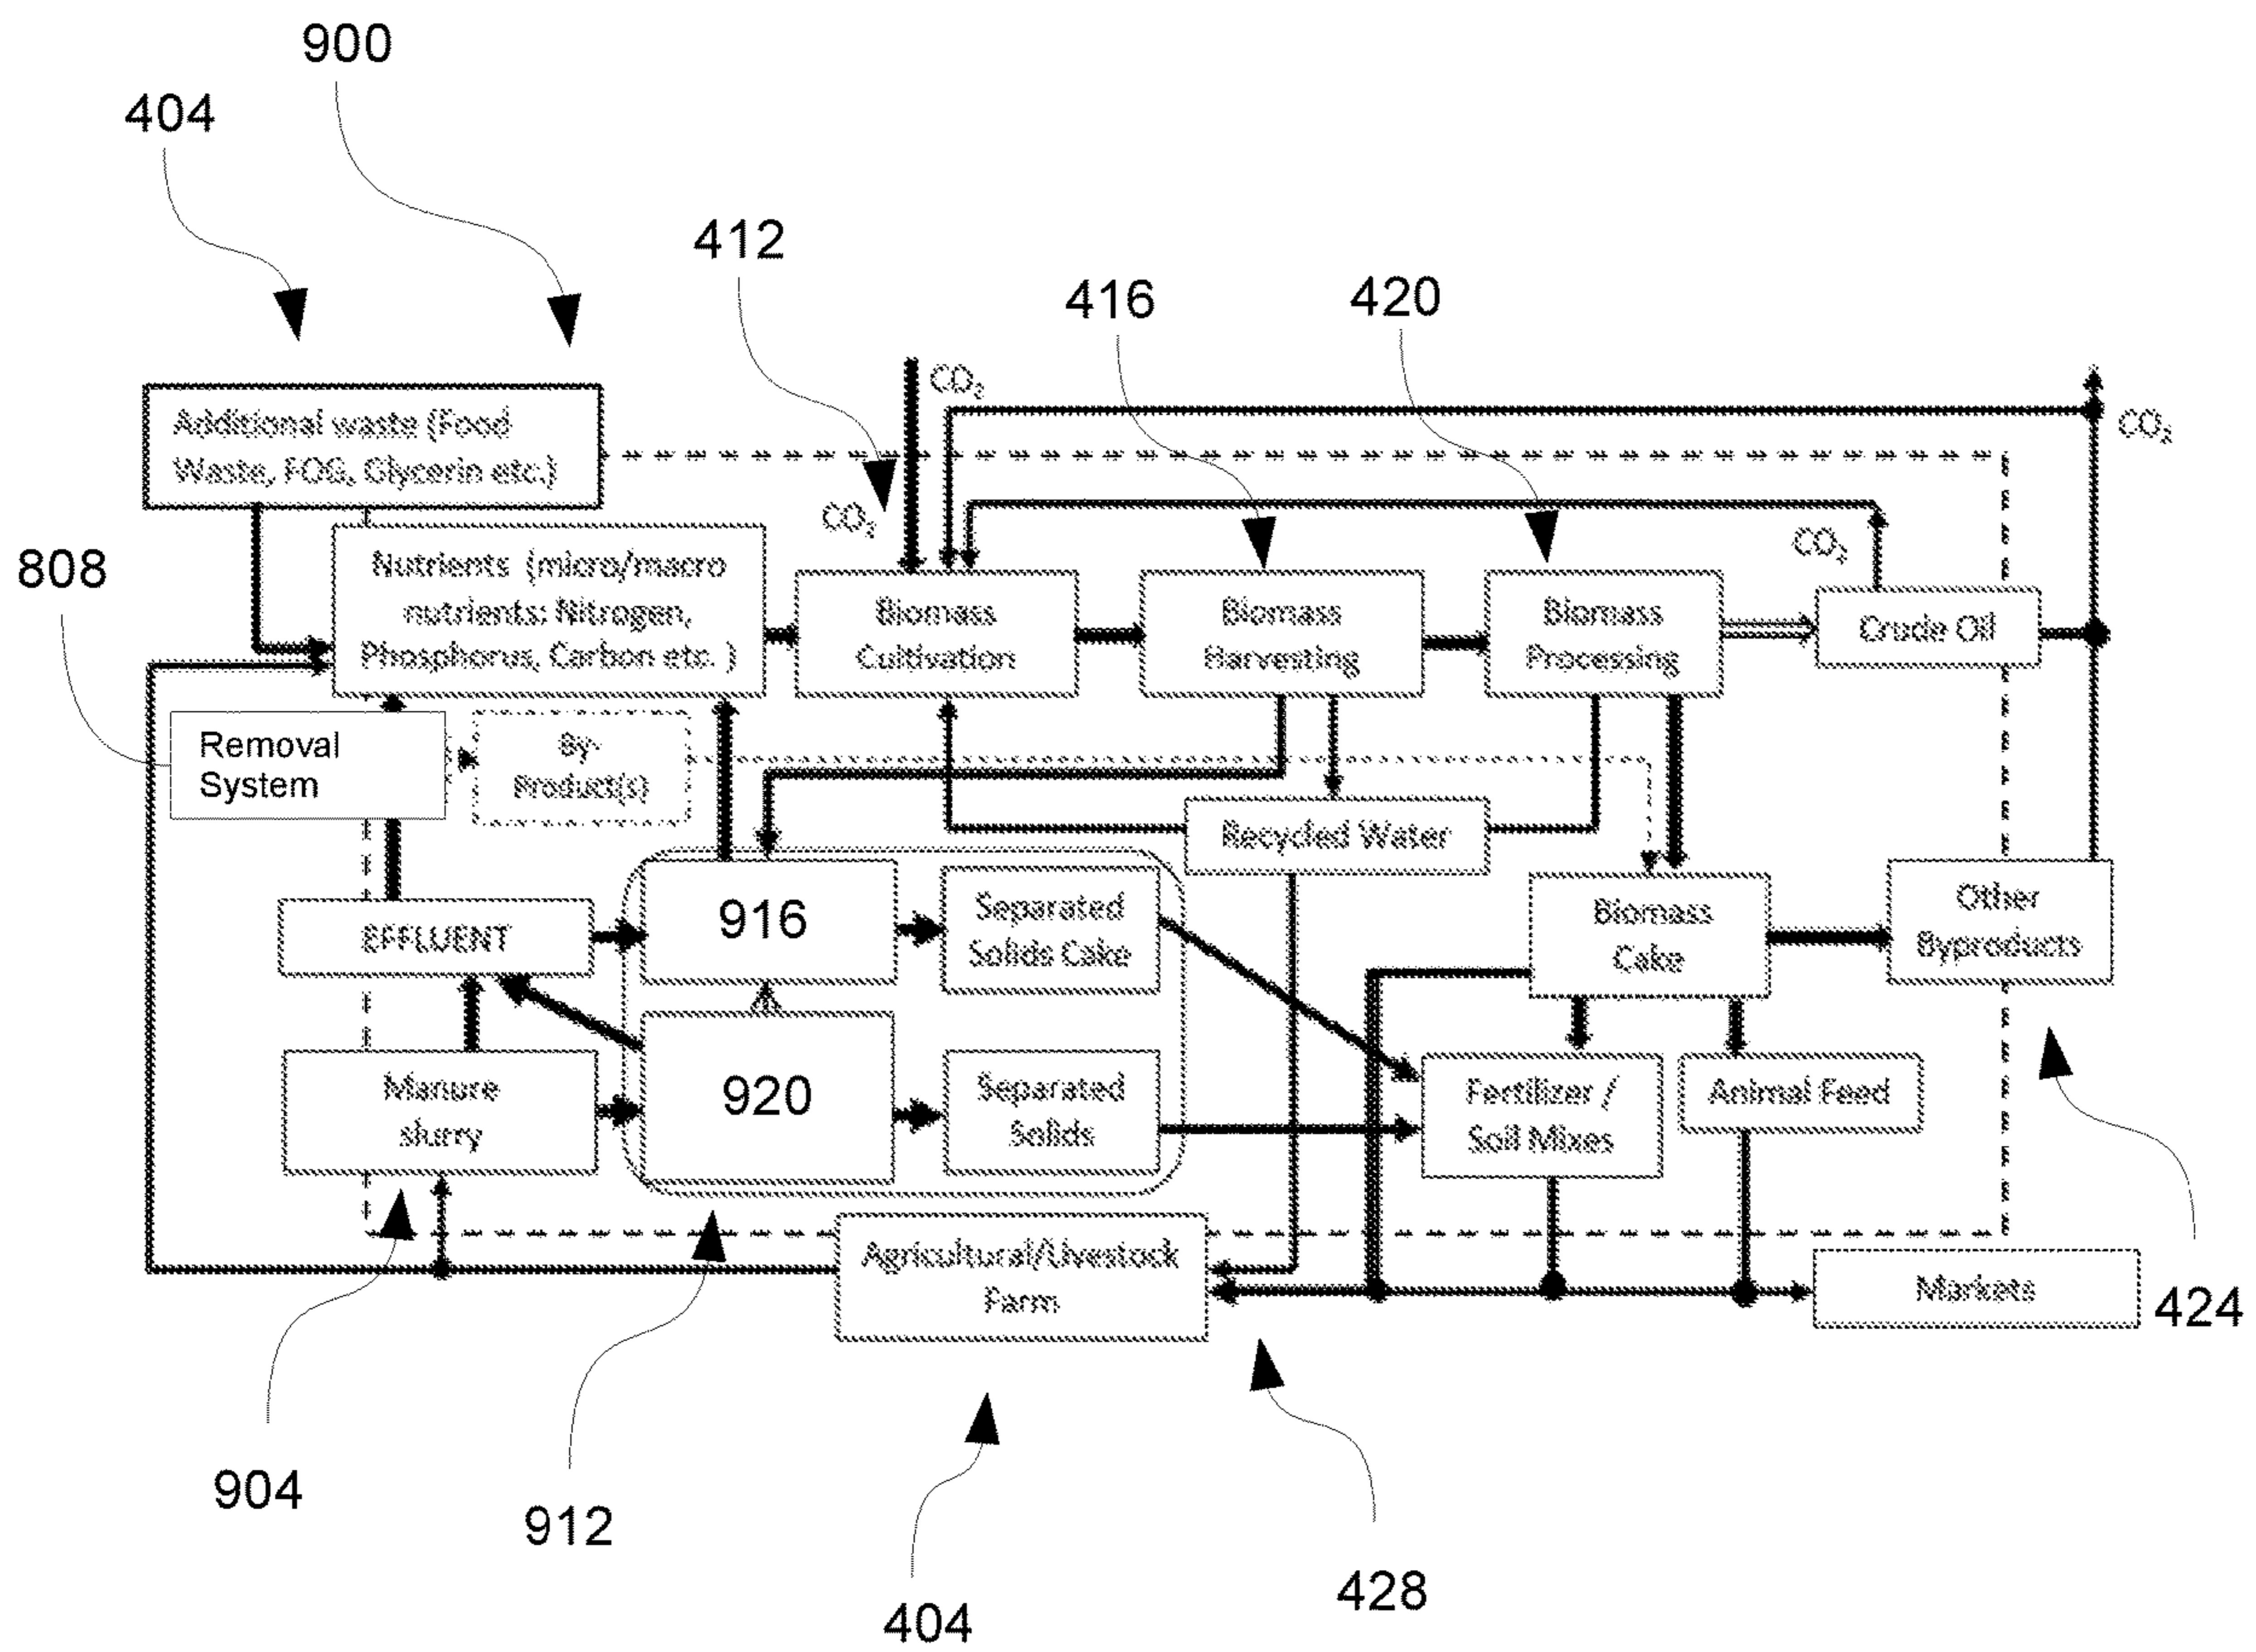 900
404
412
416
420
CO₂
CO₂
Additional waste (Food
Waste, FOG, Glycerin etc.)
CO₂
CO₂
808
Nutrients (micro/macro
nutrients: Nitrogen,
Phosphorus, Carbon etc. )
Biomass
Cultivation
Biomass
Harvesting
Biomass
Processing
Crude Oil
Removal
System
By-
Product(s)
Recycled Water
EFFLUENT
916
Separated
Solids Cake
Biomass
Cake
Other
Byproducts
Manure
slurry
920
Separated
Solids
Fertilizer /
Soil Mixes
Animal Feed
Agricultural/Livestock
Farm
Markets
424
904
912
404
428